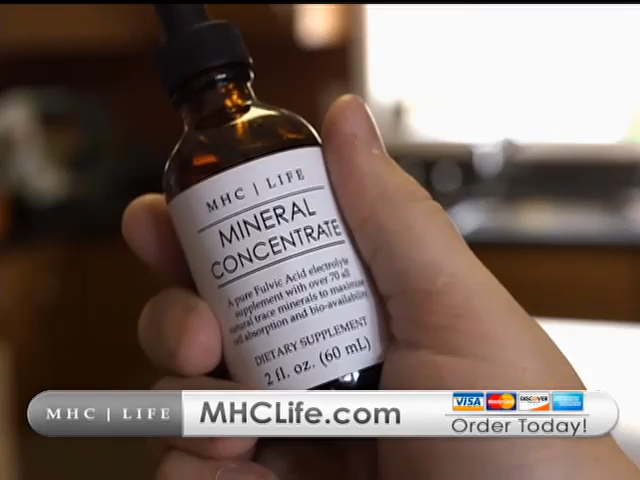 MHC | LIFE
MINERAL
CONCENTRATE
A pure Fulvic Acid electrolyte
supplement with over 70 all
natural trace minerals to maximize
cell absorption and bio-availability
DIETARY SUPPLEMENT
2 fl. oz. (60 mL)
MHC | LIFE
MHCLife.com
VISA
MasterCard
DISCOVER
Order Today!